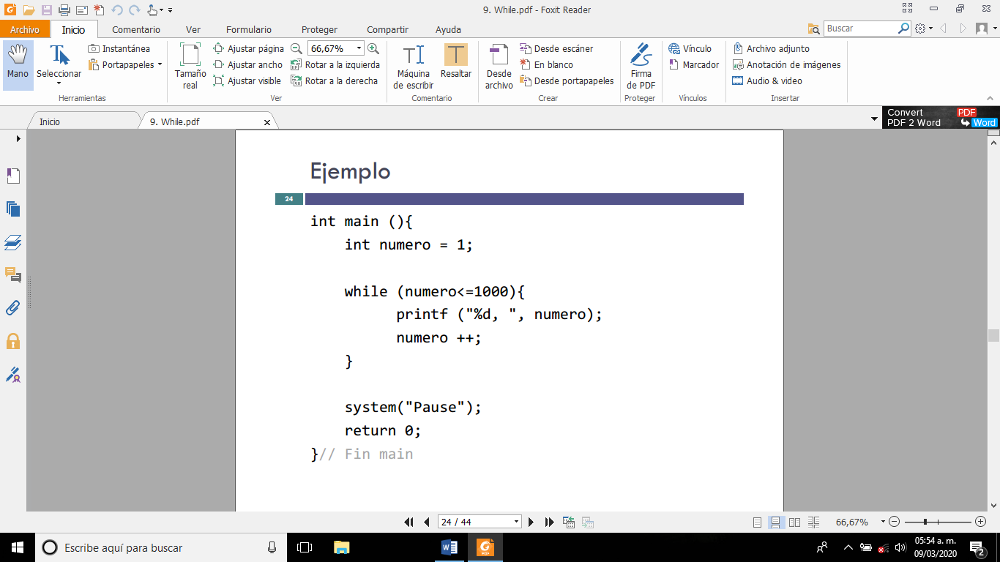 9. While.pdf - Foxit Reader
Archivo Inicio Comentario Ver Formulario Proteger Compartir Ayuda Buscar
Mano
Seleccionar
Instantánea
Portapapeles
Herramientas
Tamaño
real
Ajustar página
Ajustar ancho
Ajustar visible
66,67%
Rotar a la izquierda
Rotar a la derecha
Ver
Máquina
de escribir
Resaltar
Comentario
Desde
archivo
Desde escáner
En blanco
Desde portapapeles
Crear
Firma
de PDF
Proteger
Vínculo
Marcador
Vínculos
Archivo adjunto
Anotación de imágenes
Audio & video
Insertar
Inicio 9. While.pdf
Convert PDF
PDF 2 Word Word
Ejemplo
24
int main (){
int numero = 1;
while (numero<=1000){
printf ("%d, ", numero);
numero ++;
}
system("Pause");
return 0;
}// Fin main
24 / 44 66,67%
Escribe aquí para buscar
PDF
05:54 a. m.
09/03/2020
2